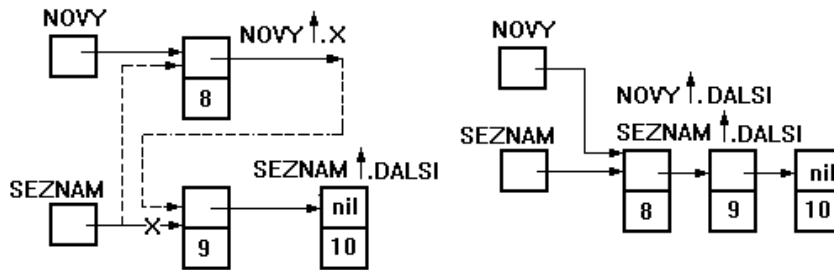 NOVY
NOVY↑.X
8
SEZNAM
SEZNAM↑.DALSI
X
nil
9
10
NOVY
NOVY↑.DALSI
SEZNAM
SEZNAM↑.DALSI
nil
8
9
10